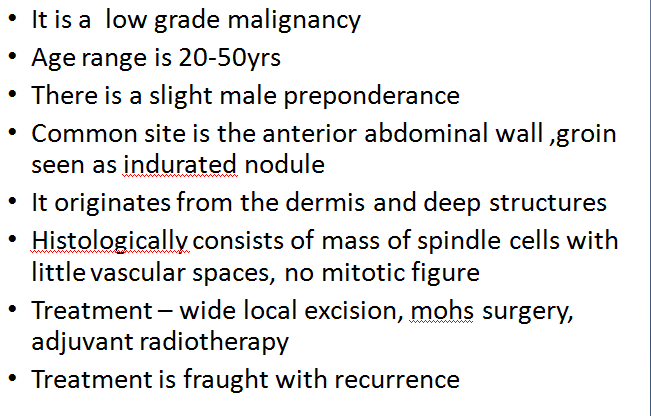 • It is a low grade malignancy
• Age range is 20-50yrs
• There is a slight male preponderance
• Common site is the anterior abdominal wall ,groin
seen as indurated nodule
• It originates from the dermis and deep structures
• Histologically consists of mass of spindle cells with
little vascular spaces, no mitotic figure
• Treatment – wide local excision, mohs surgery,
adjuvant radiotherapy
• Treatment is fraught with recurrence